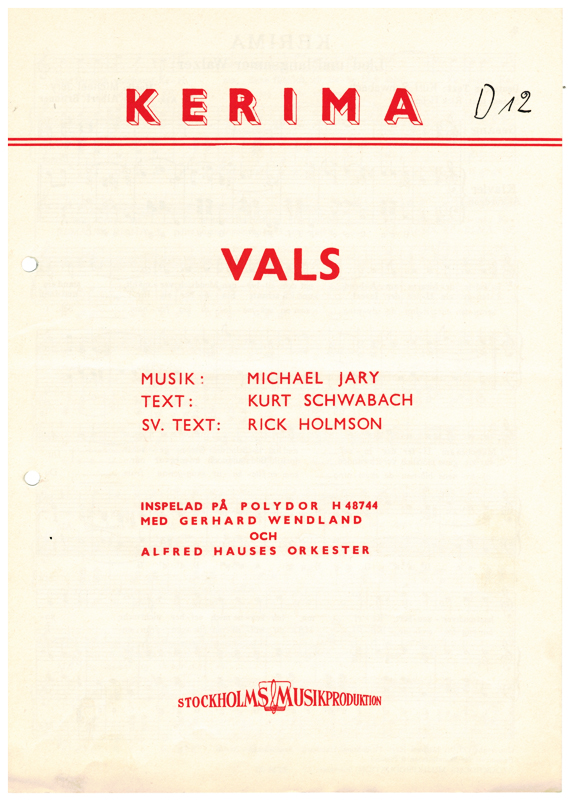 KERIMA
D 12
VALS
MUSIK: MICHAEL JARY
TEXT: KURT SCHWABACH
SV. TEXT: RICK HOLMSON
INSPELAD PÅ POLYDOR H 48744
MED GERHARD WENDLAND
OCH
ALFRED HAUSES ORKESTER
STOCKHOLMS MUSIKPRODUKTION